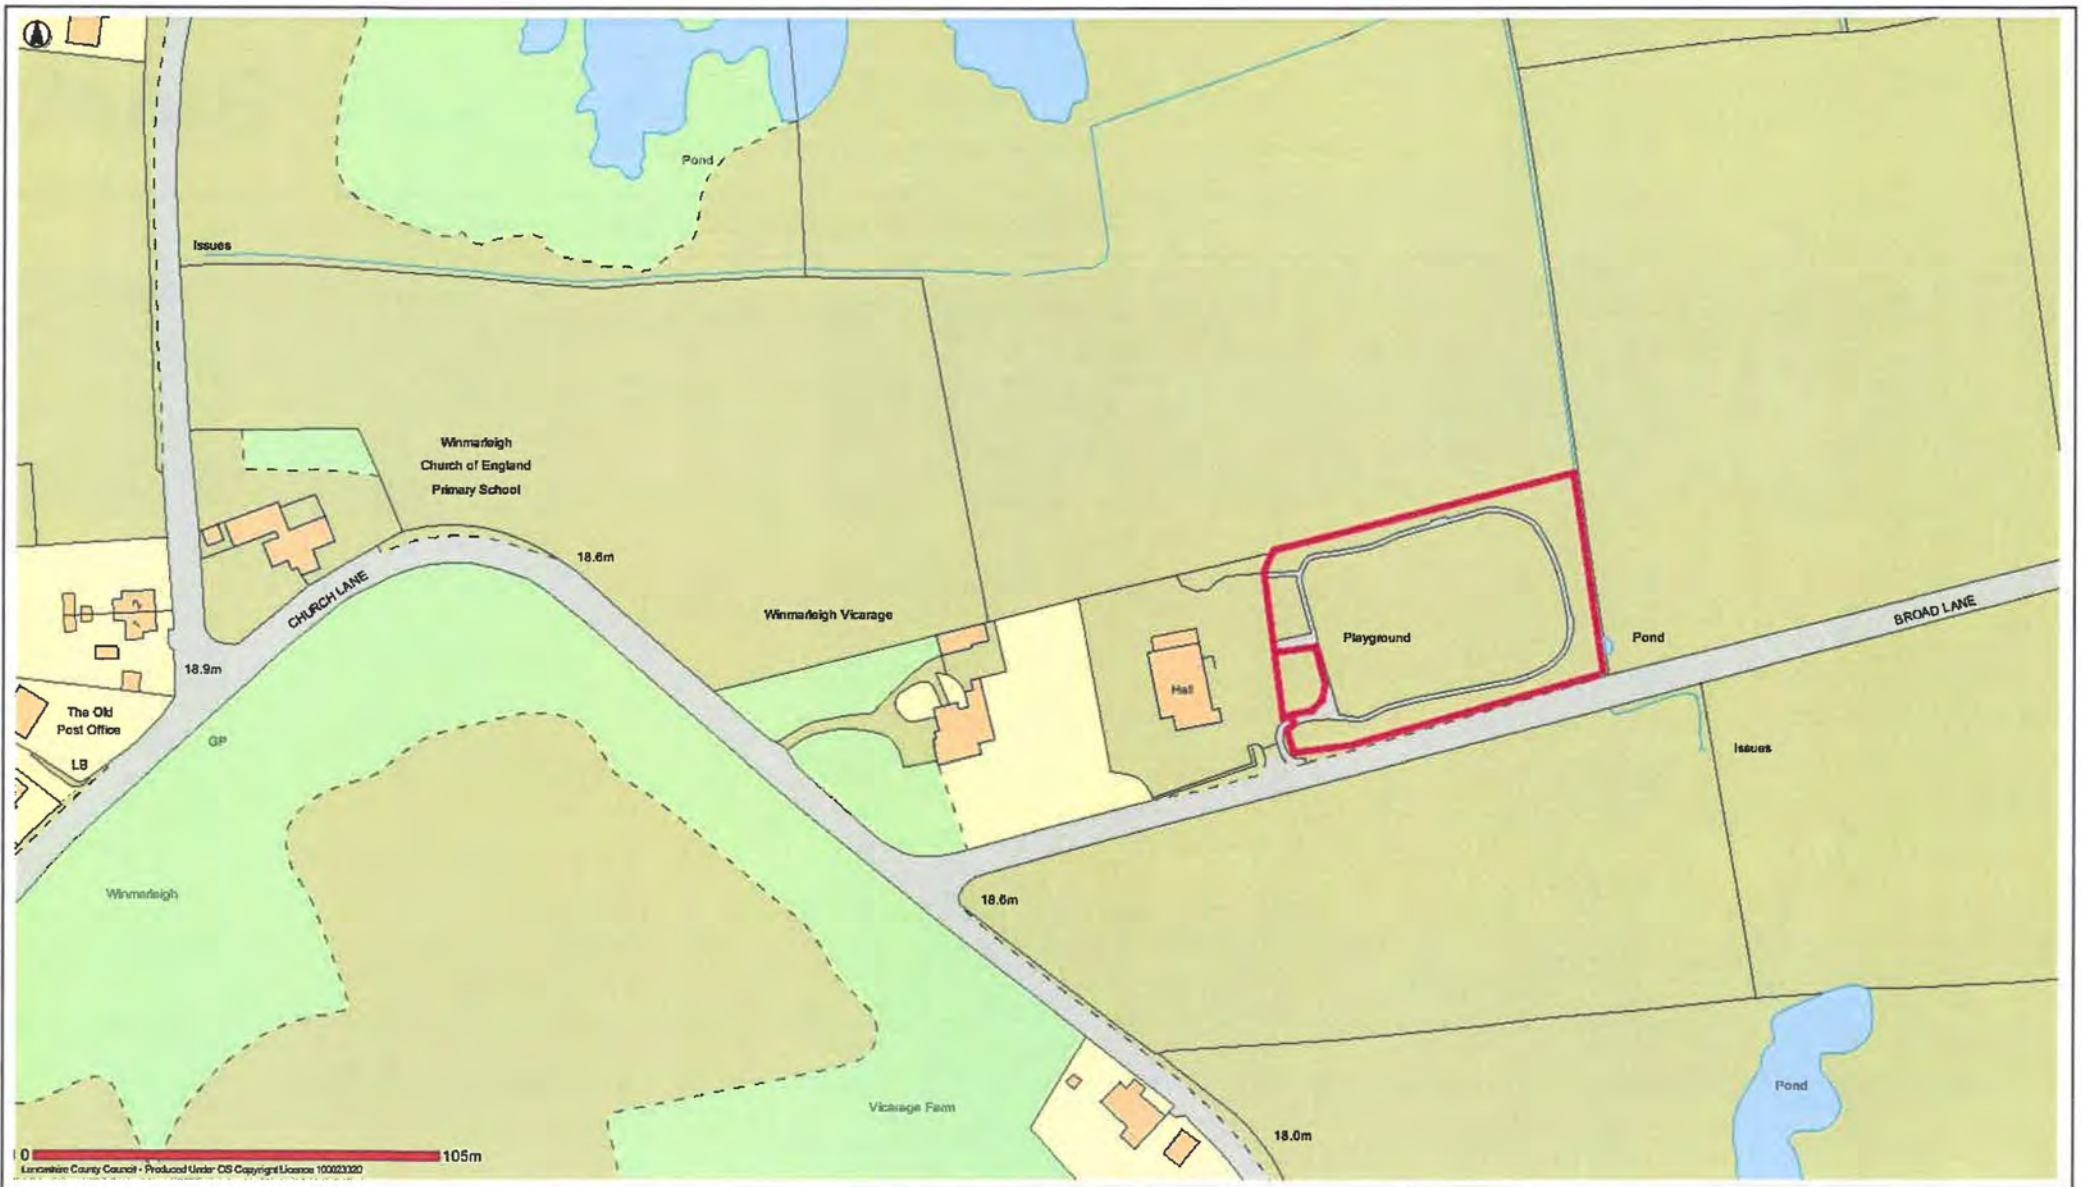 Pond
Issues
Winmarleigh
Church of England
Primary School
18.6m
CHURCH LANE
Winmarleigh Vicarage
18.9m
The Old
Post Office
LB
GP
Hall
Playground
Pond
BROAD LANE
Issues
Winmarleigh
18.6m
Vicarage Farm
Pond
18.0m
0
105m
Lancashire County Council - Produced Under OS Copyright Licence 100023320